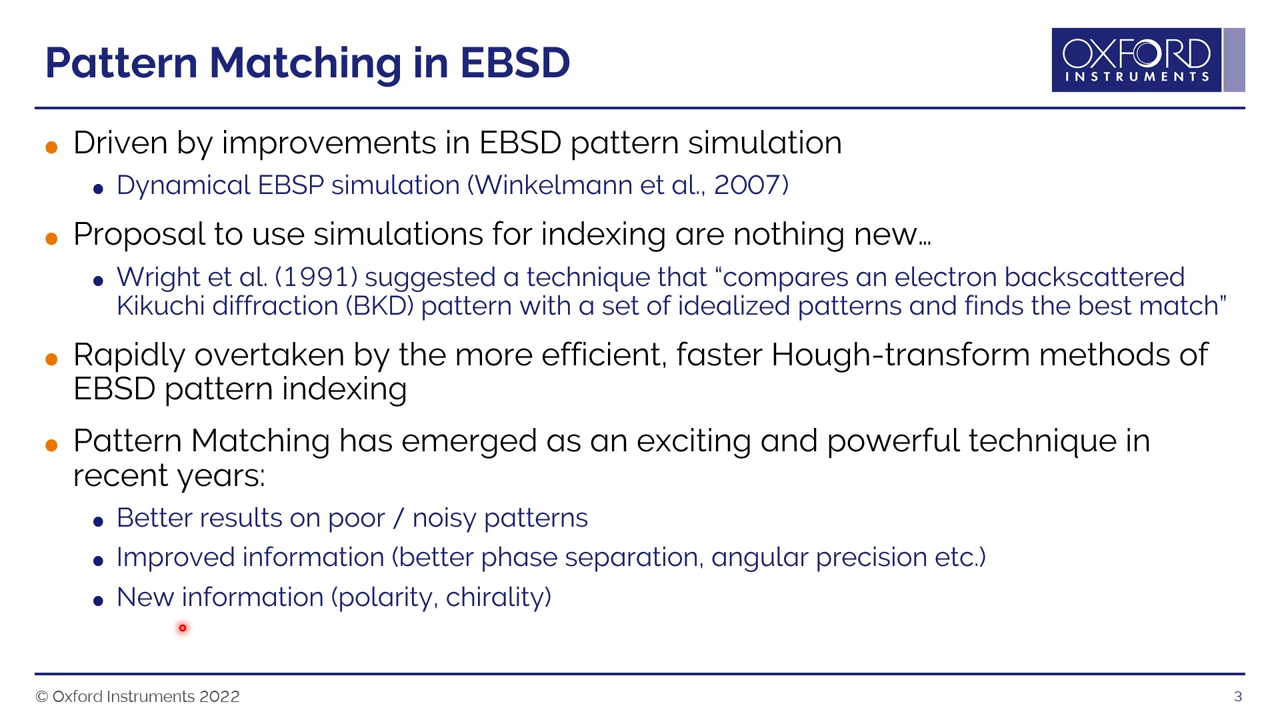 Pattern Matching in EBSD
OXFORD
INSTRUMENTS
Driven by improvements in EBSD pattern simulation
Dynamical EBSP simulation (Winkelmann et al., 2007)
Proposal to use simulations for indexing are nothing new…
Wright et al. (1991) suggested a technique that “compares an electron backscattered
Kikuchi diffraction (BKD) pattern with a set of idealized patterns and finds the best match”
Rapidly overtaken by the more efficient, faster Hough-transform methods of
EBSD pattern indexing
Pattern Matching has emerged as an exciting and powerful technique in
recent years:
Better results on poor / noisy patterns
Improved information (better phase separation, angular precision etc.)
New information (polarity, chirality)
© Oxford Instruments 2022
3